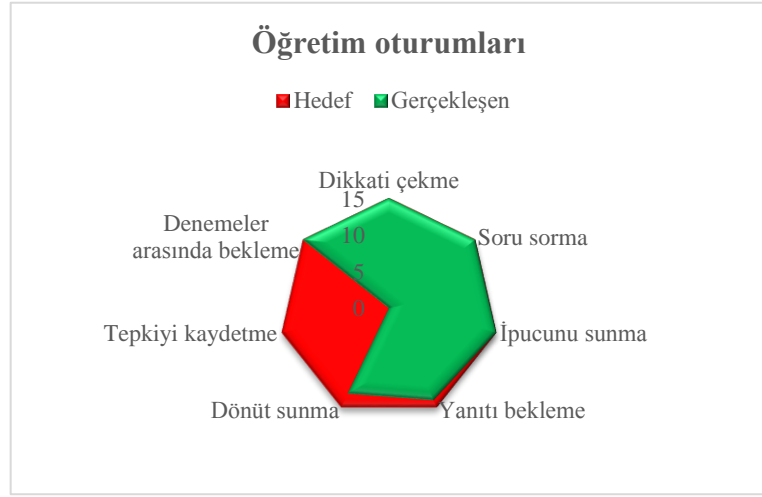 Öğretim oturumları
Hedef Gerçekleşen
Dikkati çekme
Soru sorma
İpucunu sunma
Yanıtı bekleme
Dönüt sunma
Tepkiyi kaydetme
Denemeler
arasında bekleme
15
10
5
0